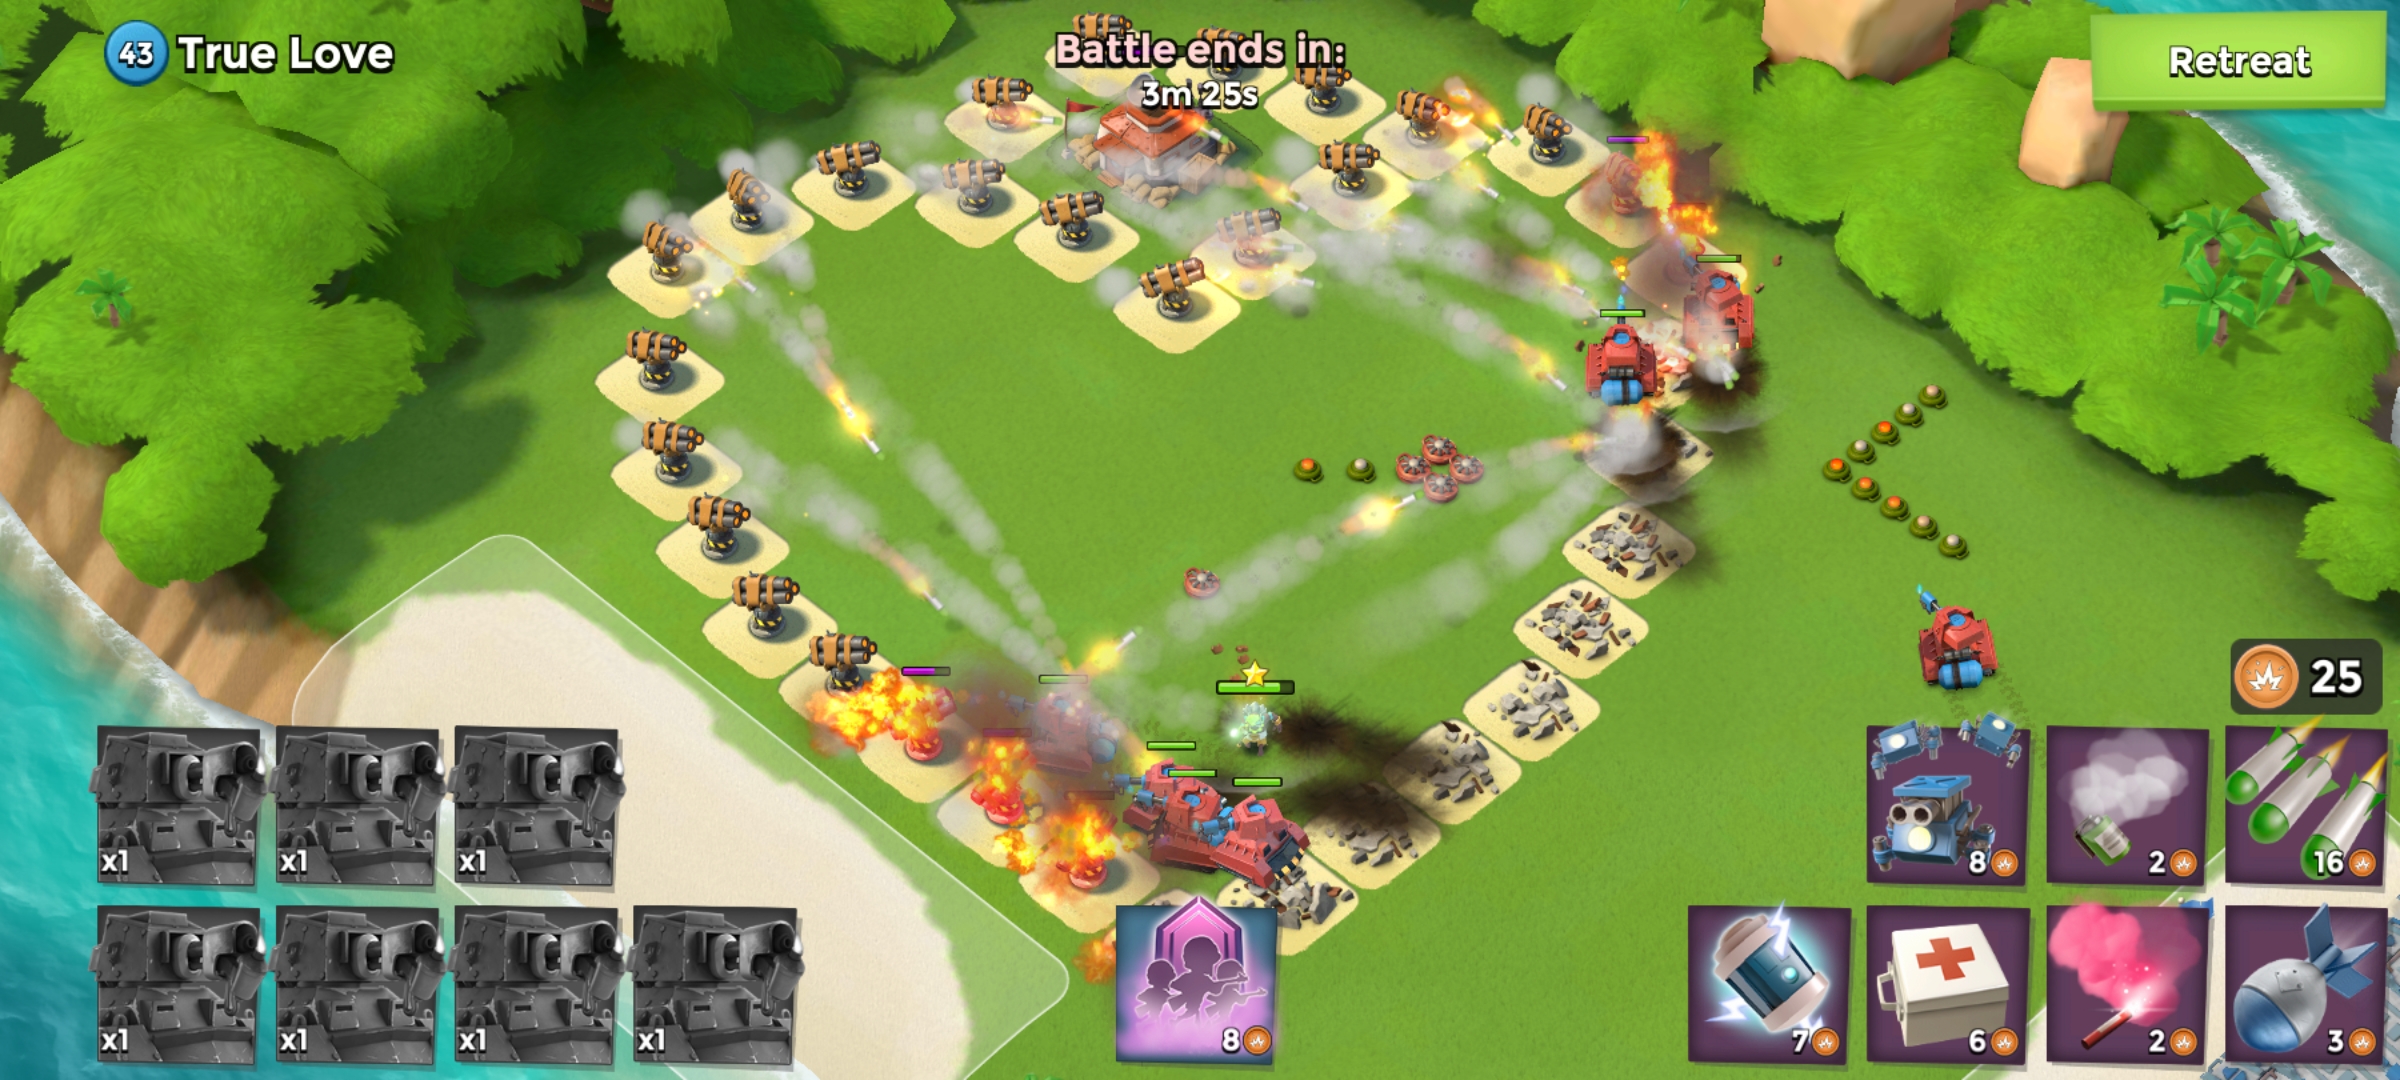 43 True Love
Battle ends in:
3m 25s
Retreat
25
x1 x1 x1
8 2 16
x1 x1 x1 x1
8
7 6 2 3